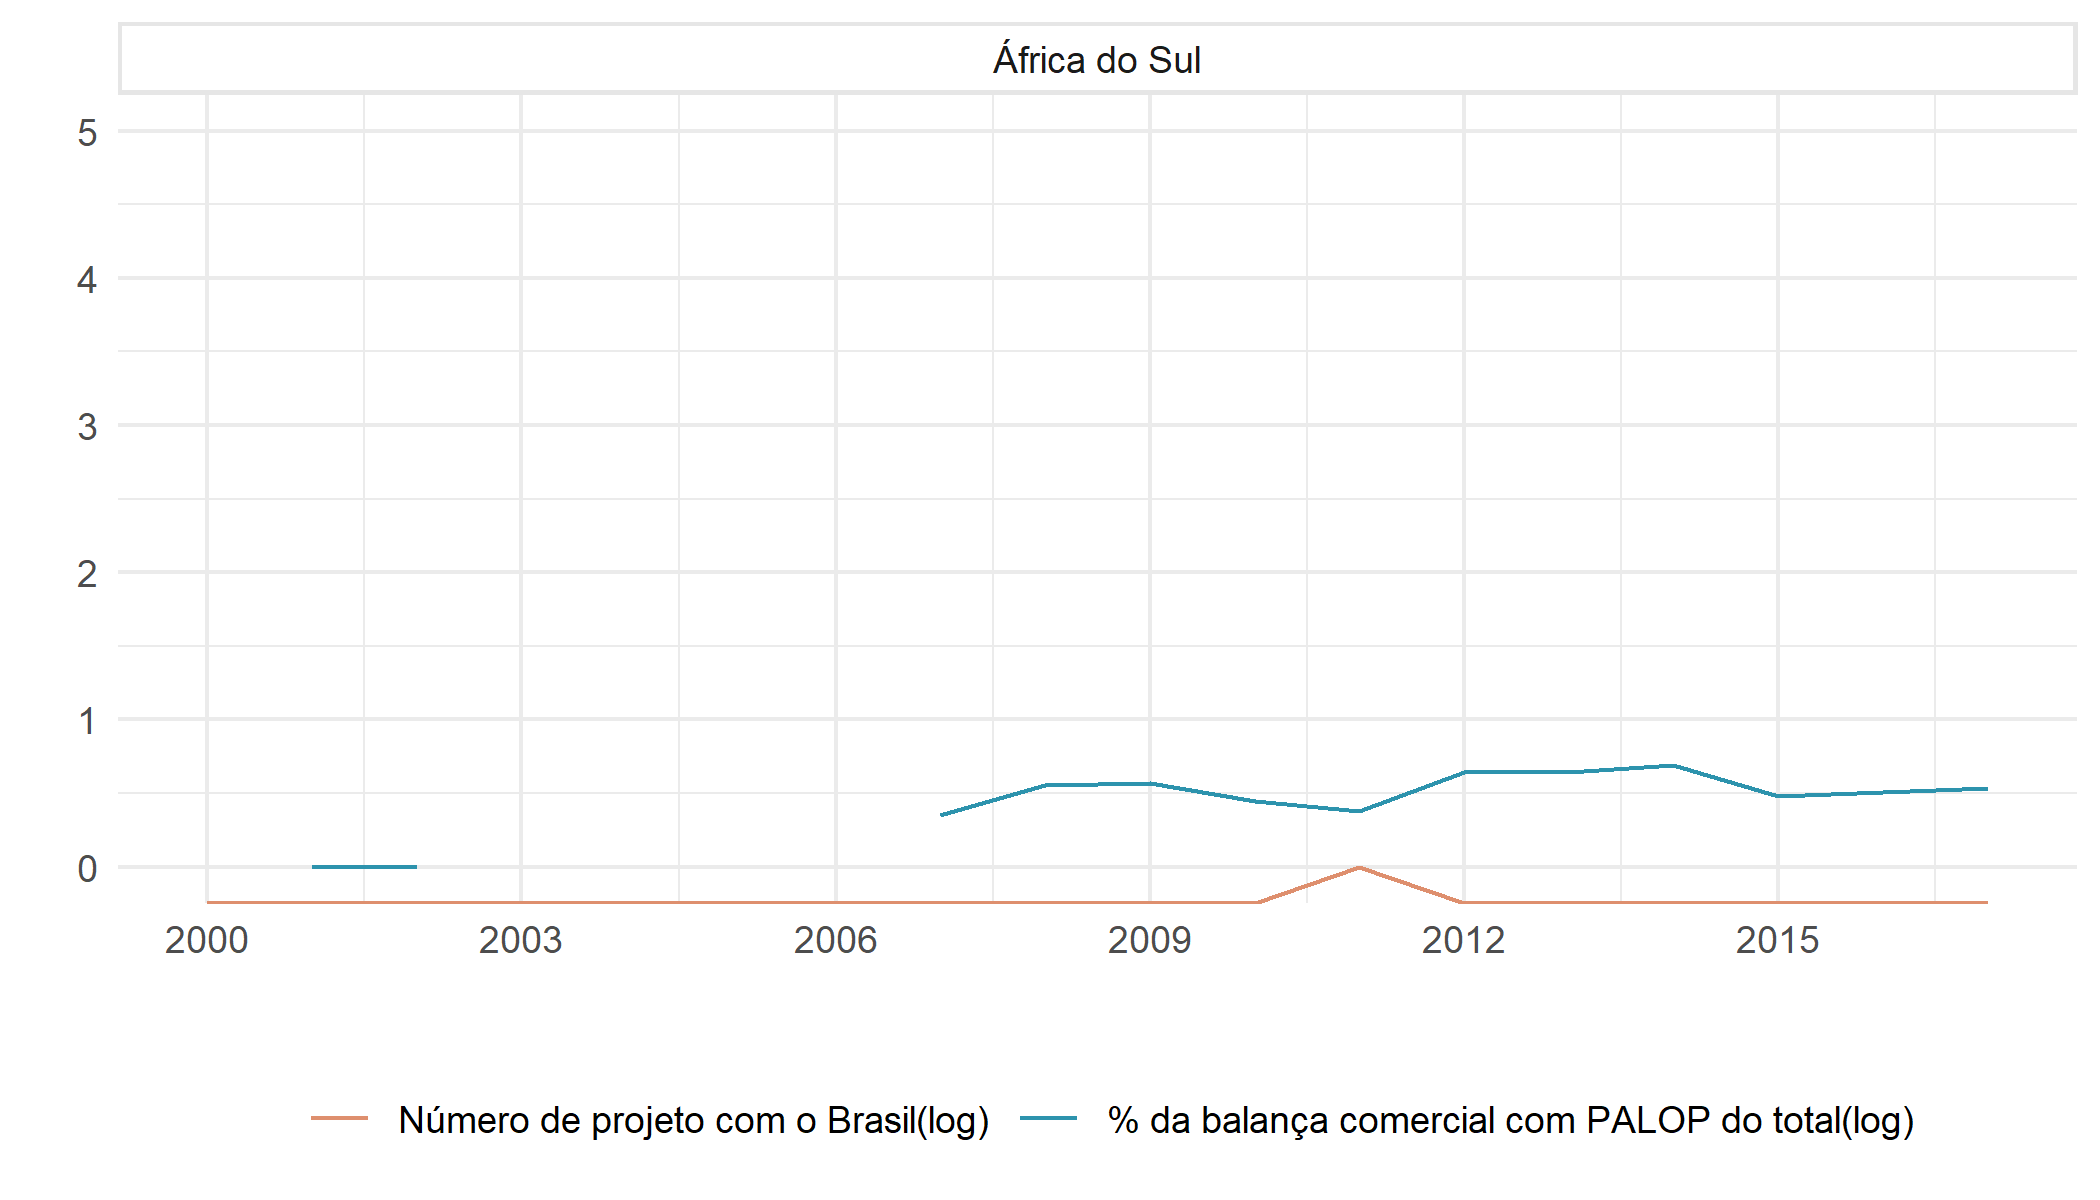 África do Sul
5
4
3
2
1
0
2000 2003 2006 2009 2012 2015
Número de projeto com o Brasil(log) % da balança comercial com PALOP do total(log)